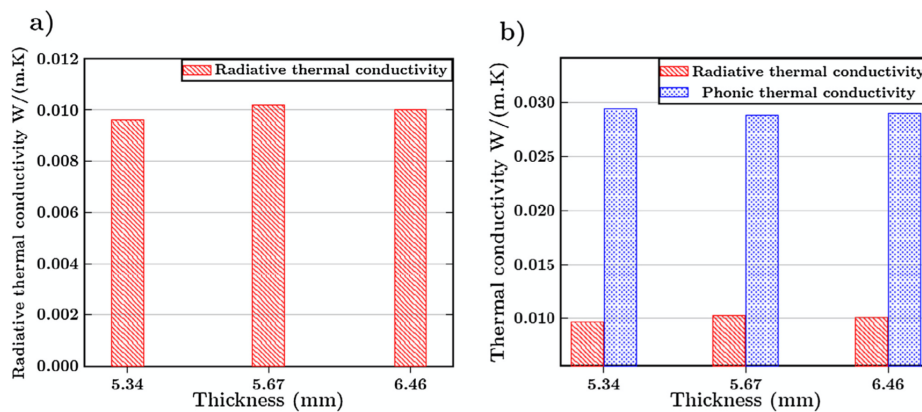 a)
Radiative thermal conductivity W/(m.K)
0.012
0.010
0.008
0.006
0.004
0.002
0.000
Radiative thermal conductivity
5.34
5.67
6.46
Thickness (mm)
b)
Thermal conductivity W/(m.K)
0.030
0.025
0.020
0.015
0.010
Radiative thermal conductivity
Phonic thermal conductivity
5.34
5.67
6.46
Thickness (mm)